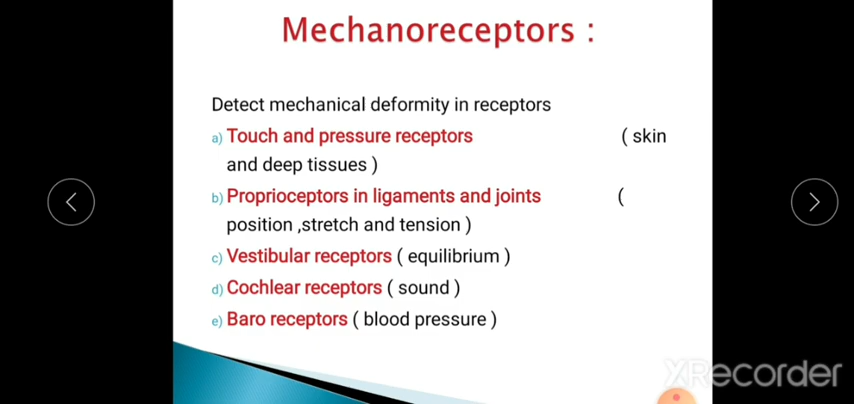 Mechanoreceptors :
Detect mechanical deformity in receptors
a) Touch and pressure receptors ( skin
and deep tissues )
b) Proprioceptors in ligaments and joints (
position ,stretch and tension )
c) Vestibular receptors ( equilibrium )
d) Cochlear receptors ( sound )
e) Baro receptors ( blood pressure )
XRecorder